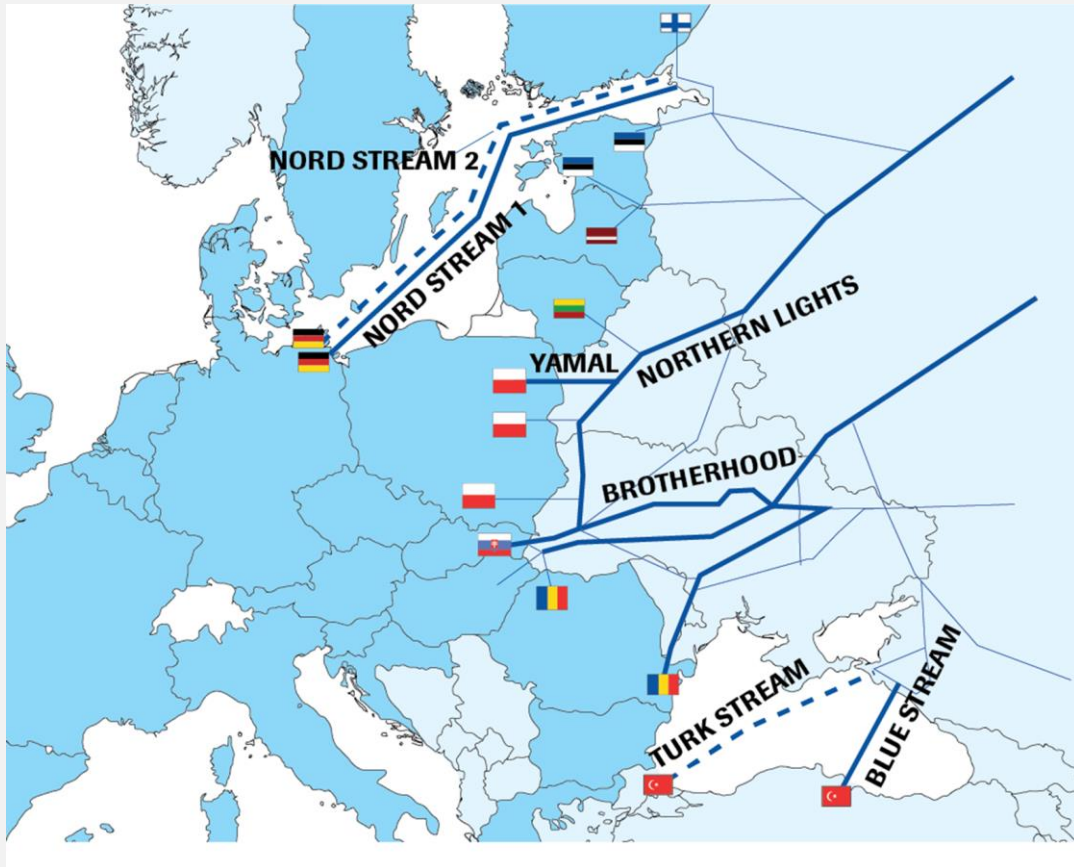 NORD STREAM 2
NORD STREAM 1
YAMAL
NORTHERN LIGHTS
BROTHERHOOD
TURK STREAM
BLUE STREAM